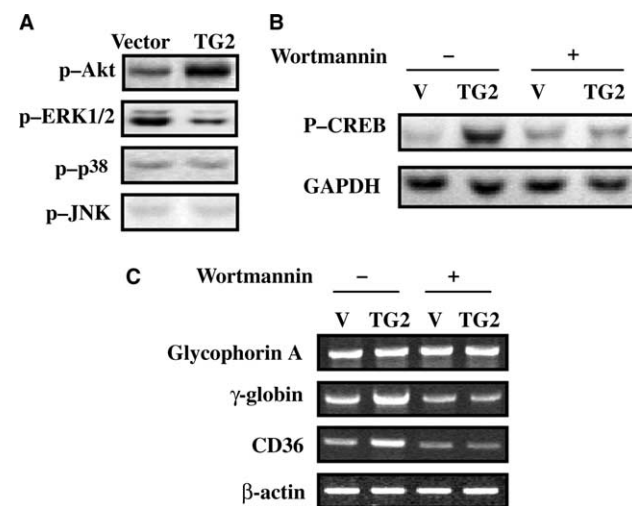 A
Vector TG2
p–Akt
p–ERK1/2
p–p38
p–JNK
B
Wortmannin – +
V TG2 V TG2
P–CREB
GAPDH
C
Wortmannin – +
V TG2 V TG2
Glycophorin A
γ-globin
CD36
β-actin